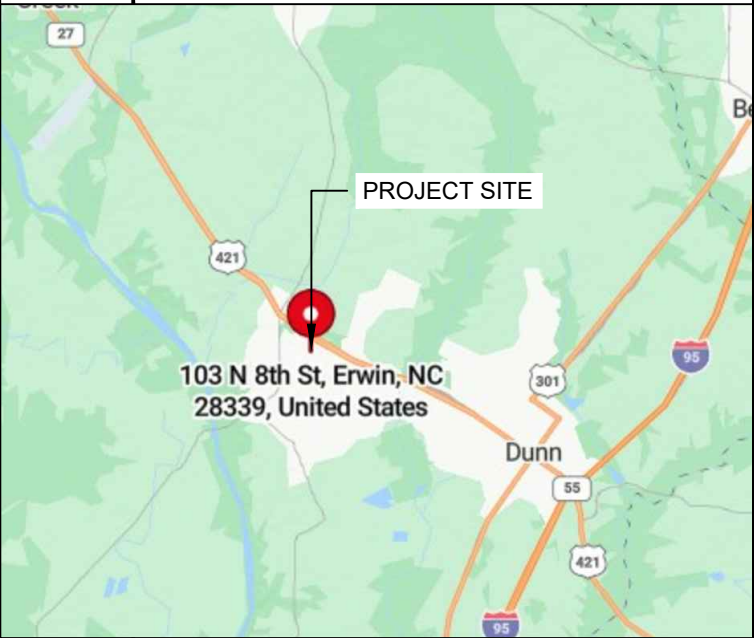 27
PROJECT SITE
421
103 N 8th St, Erwin, NC
28339, United States
95
301
Dunn
55
421
95